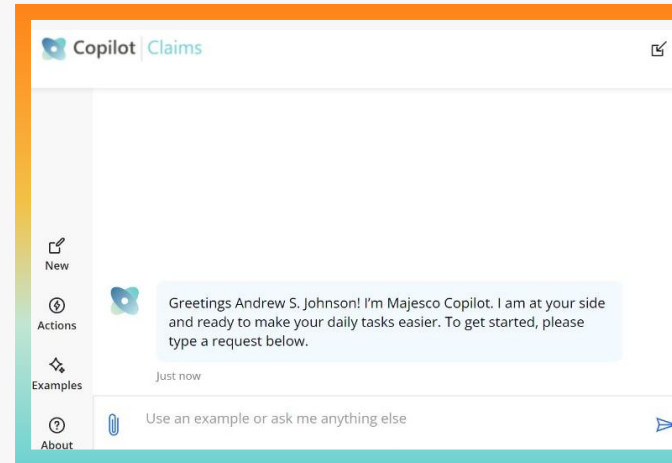 Copilot Claims
New
Actions
Examples
About
Greetings Andrew S. Johnson! I’m Majesco Copilot. I am at your side
and ready to make your daily tasks easier. To get started, please
type a request below.
Just now
Use an example or ask me anything else